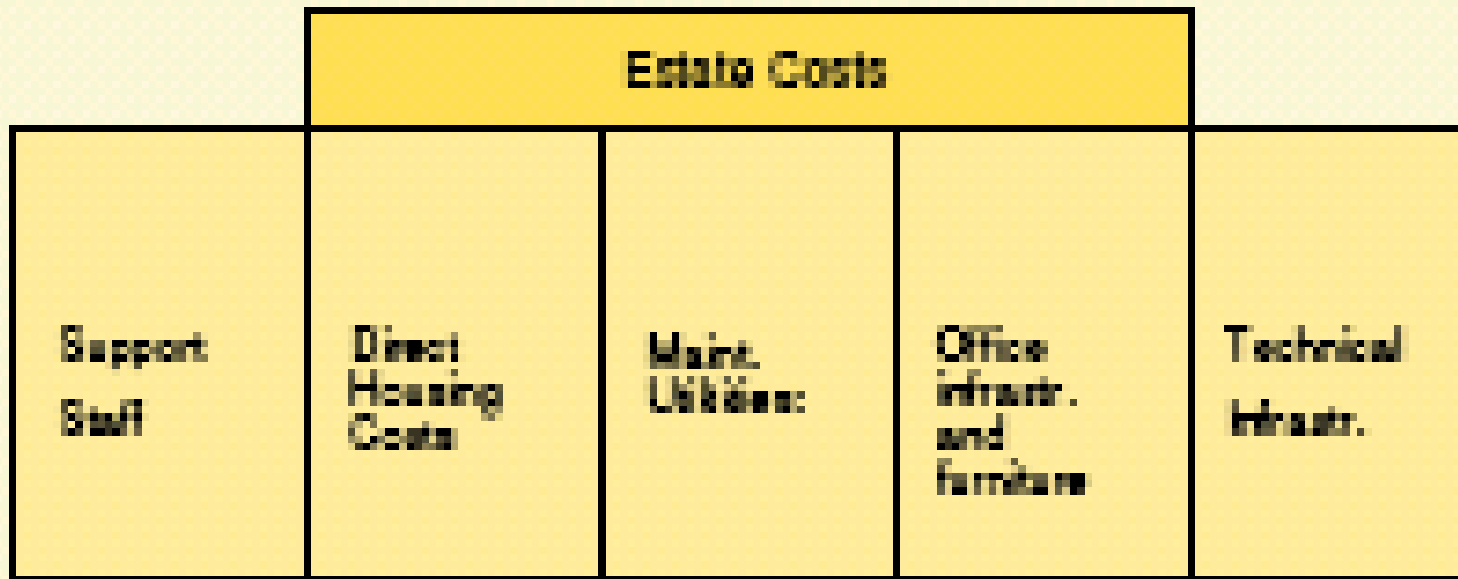 Estate Costs
Support
Staff
Direct
Housing
Costs
Maint.
Utilities:
Office
infrastr.
and
furniture
Technical
Infrastr.